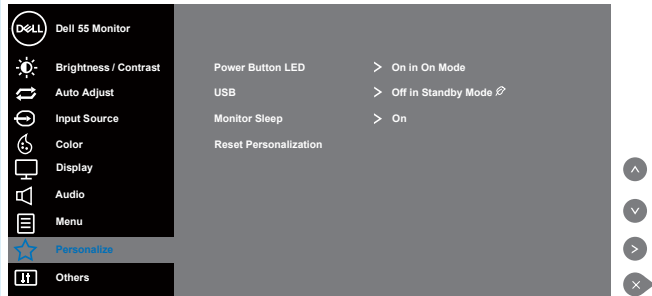 DELL
Dell 55 Monitor
Brightness / Contrast
Auto Adjust
Input Source
Color
Display
Audio
Menu
Personalize
Others
Power Button LED > On in On Mode
USB > Off in Standby Mode
Monitor Sleep > On
Reset Personalization